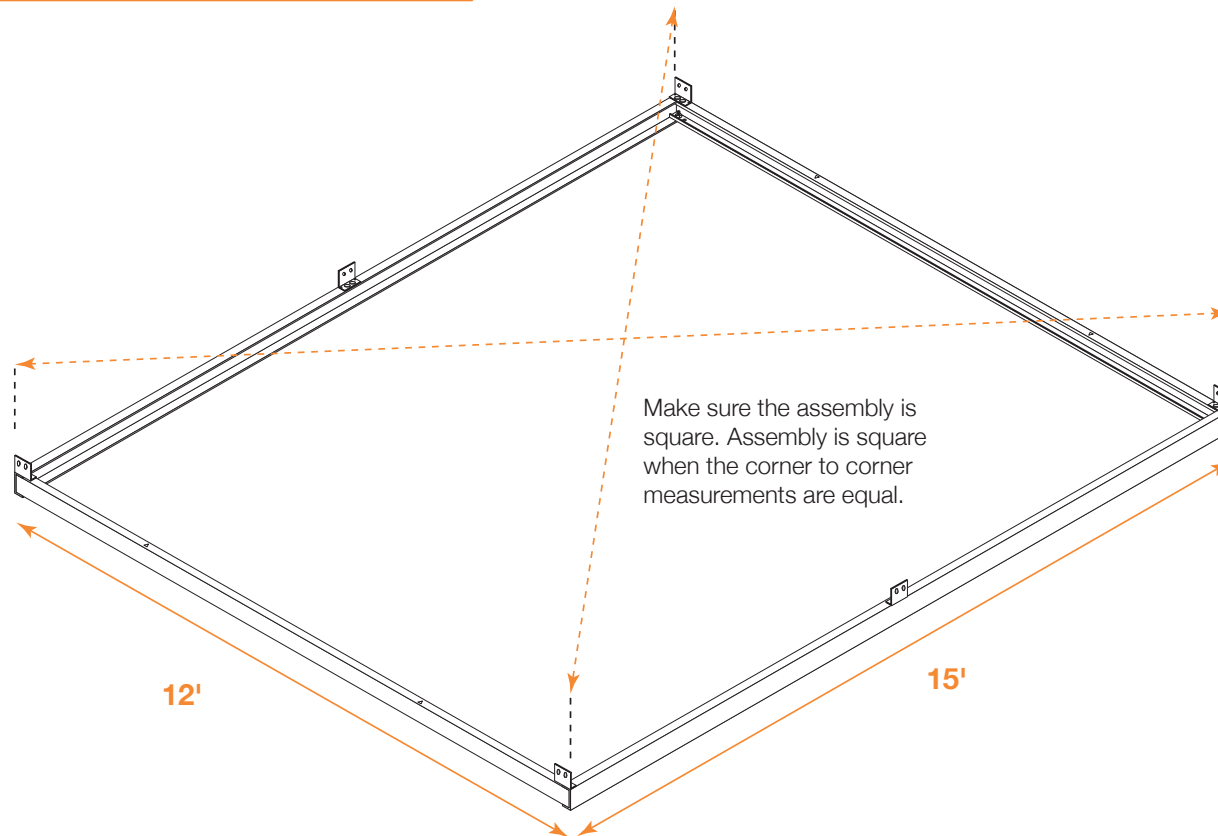 Make sure the assembly is
square. Assembly is square
when the corner to corner
measurements are equal.
12'
15'